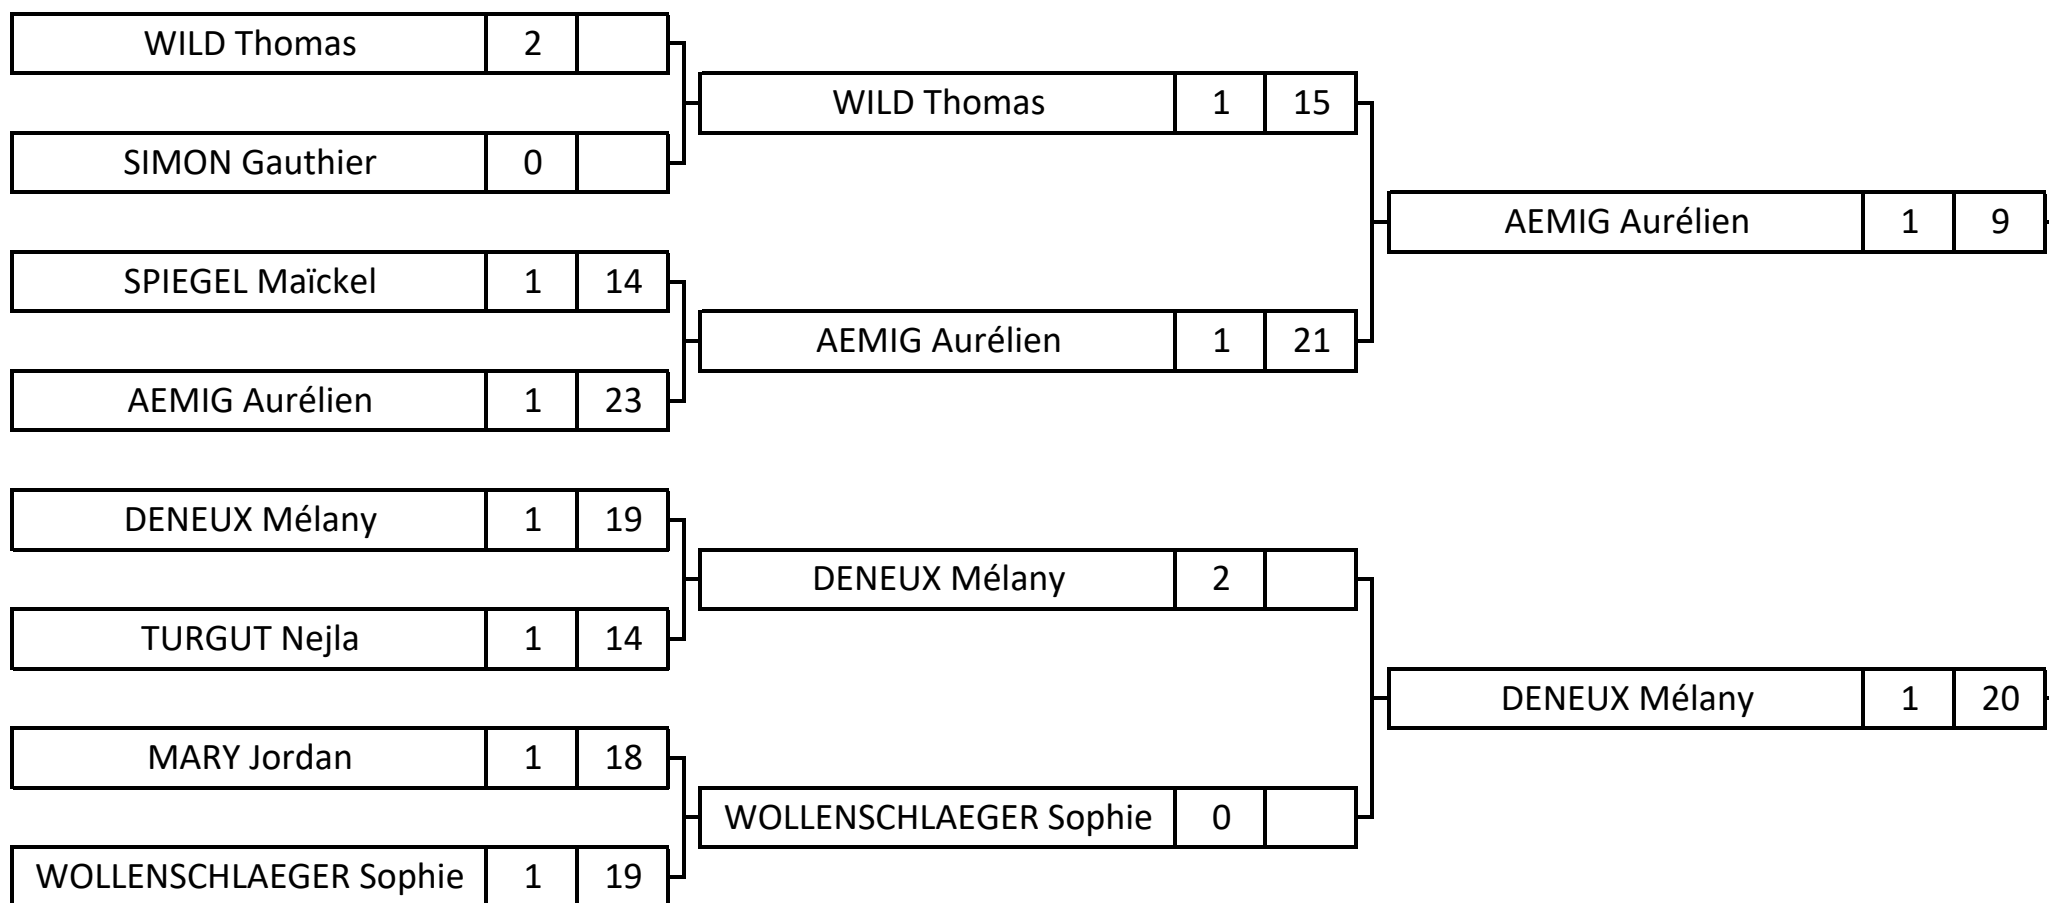 WILD Thomas 2
SIMON Gauthier 0
SPIEGEL Maïckel 1 14
AEMIG Aurélien 1 23
DENEUX Mélany 1 19
TURGUT Nejla 1 14
MARY Jordan 1 18
WOLLENSCHLAEGER Sophie 1 19
WILD Thomas 1 15
AEMIG Aurélien 1 21
DENEUX Mélany 2
WOLLENSCHLAEGER Sophie 0
AEMIG Aurélien 1 9
DENEUX Mélany 1 20